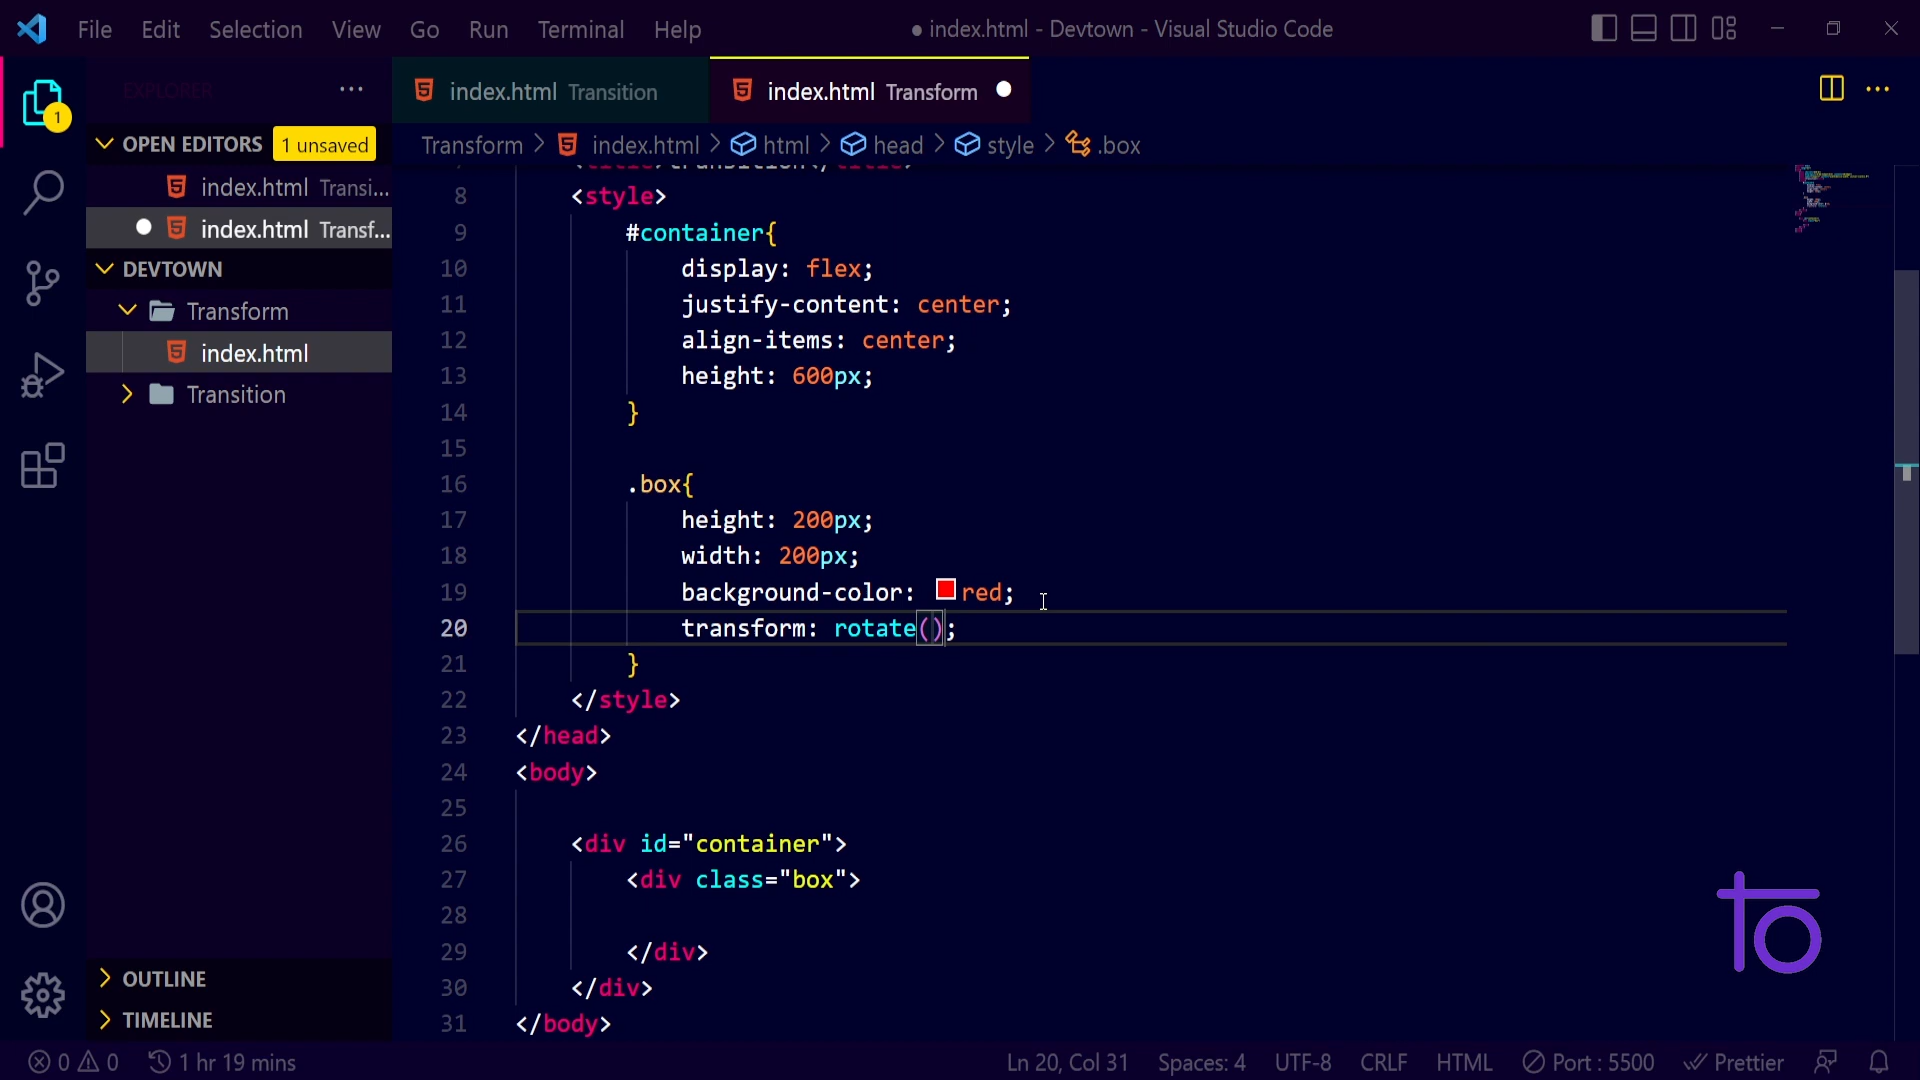 File Edit Selection View Go Run Terminal Help
● index.html - Devtown - Visual Studio Code
EXPLORER
index.html Transition
index.html Transform
1
OPEN EDITORS 1 unsaved
Transform > index.html > html > head > style > .box
index.html Transi...
index.html Transf...
DEVTOWN
Transform
index.html
Transition
OUTLINE
TIMELINE
8 <style>
9 #container{
10 display: flex;
11 justify-content: center;
12 align-items: center;
13 height: 600px;
14 }
15
16 .box{
17 height: 200px;
18 width: 200px;
19 background-color: red;
20 transform: rotate();
21 }
22 </style>
23 </head>
24 <body>
25
26 <div id="container">
27 <div class="box">
28
29 </div>
30 </div>
31 </body>
0 0 1 hr 19 mins
Ln 20, Col 31 Spaces: 4 UTF-8 CRLF HTML Port : 5500 Prettier